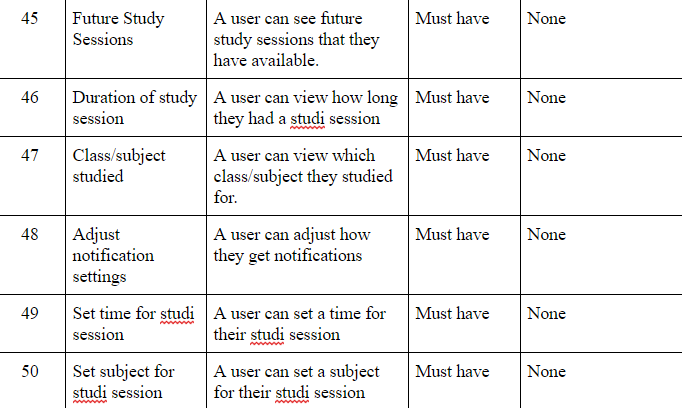 45 Future Study Sessions A user can see future study sessions that they have available. Must have None
46 Duration of study session A user can view how long they had a studi session Must have None
47 Class/subject studied A user can view which class/subject they studied for. Must have None
48 Adjust notification settings A user can adjust how they get notifications Must have None
49 Set time for studi session A user can set a time for their studi session Must have None
50 Set subject for studi session A user can set a subject for their studi session Must have None